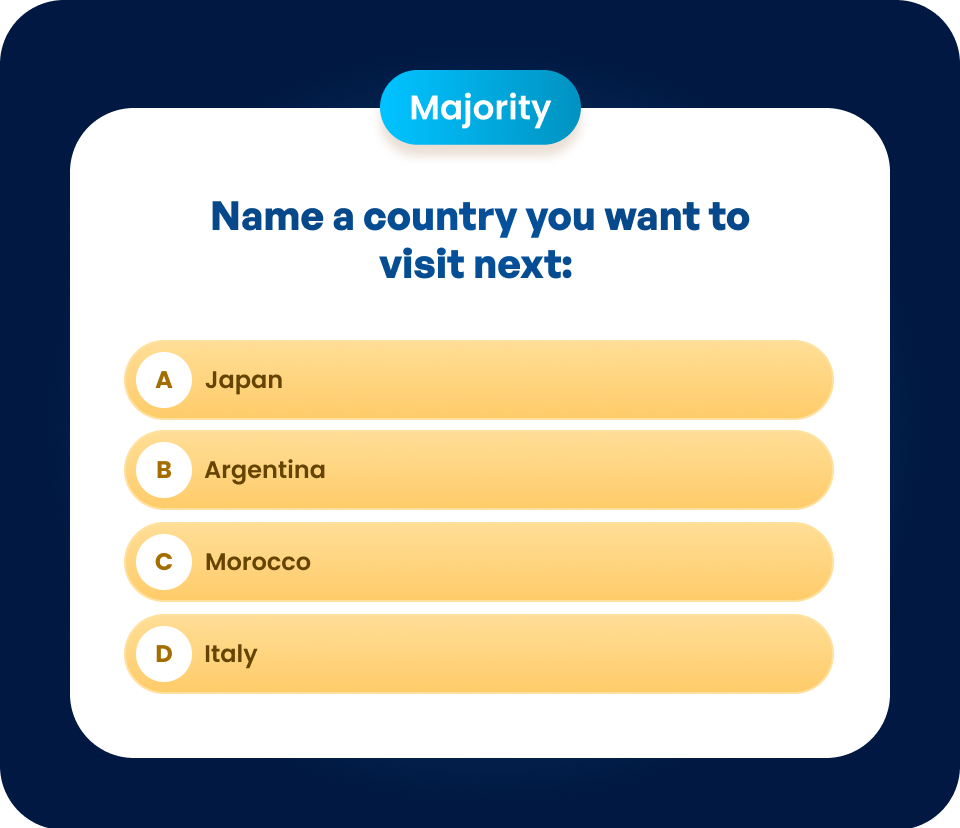 Majority
Name a country you want to
visit next:
A Japan
B Argentina
C Morocco
D Italy